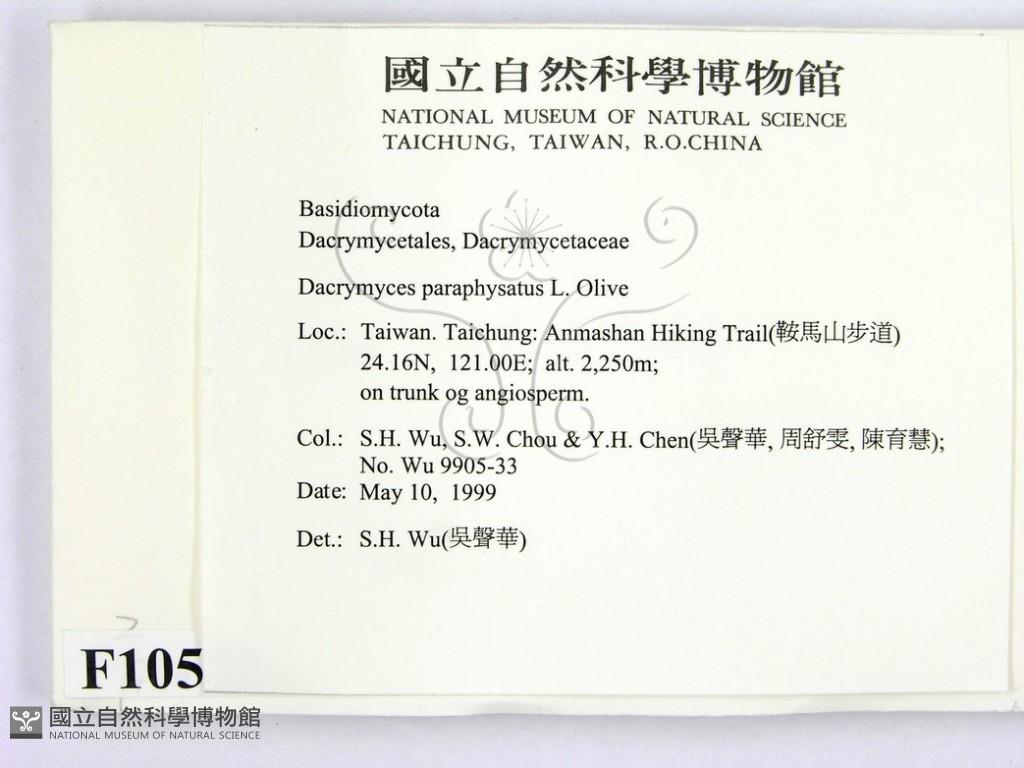 國立自然科學博物館
NATIONAL MUSEUM OF NATURAL SCIENCE
TAICHUNG, TAIWAN, R.O.CHINA
Basidiomycota
Dacrymycetales, Dacrymycetaceae
Dacrymyces paraphysatus L. Olive
Loc.: Taiwan. Taichung: Anmashan Hiking Trail(鞍馬山步道)
24.16N, 121.00E; alt. 2,250m;
on trunk og angiosperm.
Col.: S.H. Wu, S.W. Chou & Y.H. Chen(吳聲華, 周舒雯, 陳育慧);
No. Wu 9905-33
Date: May 10, 1999
Det.: S.H. Wu(吳聲華)
F105
國立自然科學博物館
NATIONAL MUSEUM OF NATURAL SCIENCE